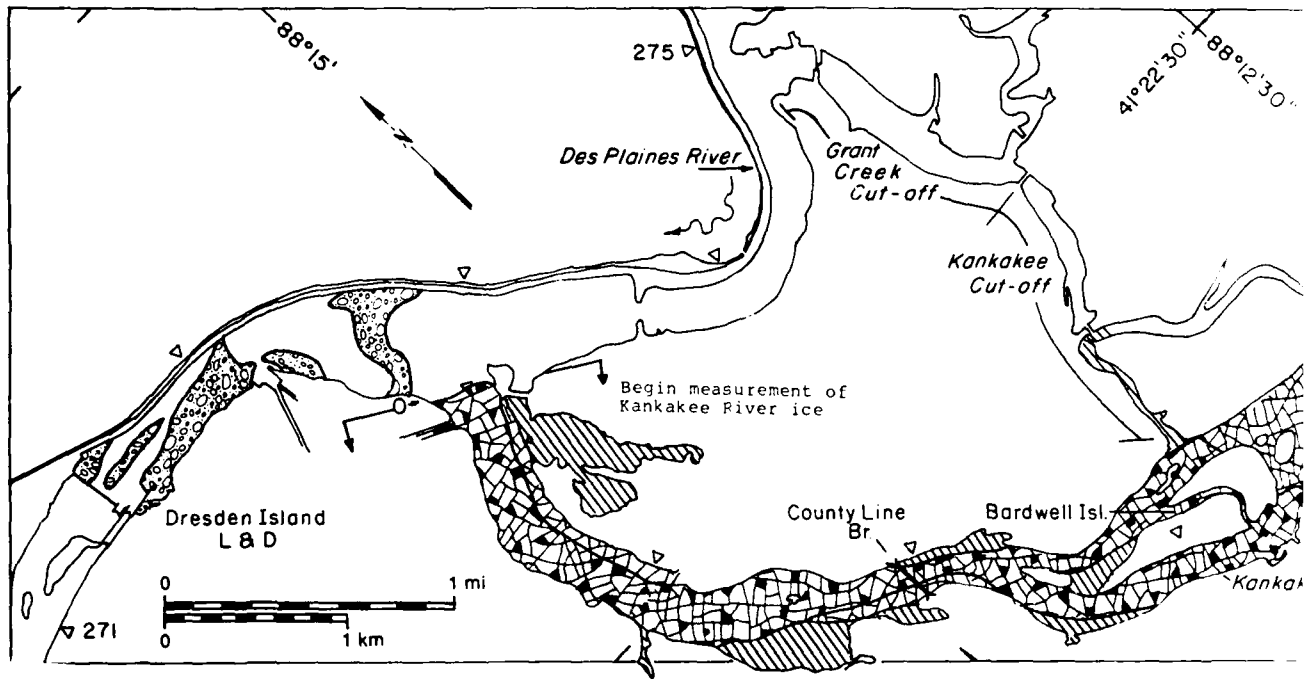 88°15'
275
41°22'30"
88°12'30"
N
Des Plaines River
Grant
Creek
Cut-off
Kankakee
Cut-off
Begin measurement of
Kankakee River ice
0
Dresden Island
L & D
County Line
Br.
Bardwell Isl.
Kankak
0 1 mi
0 1 km
271